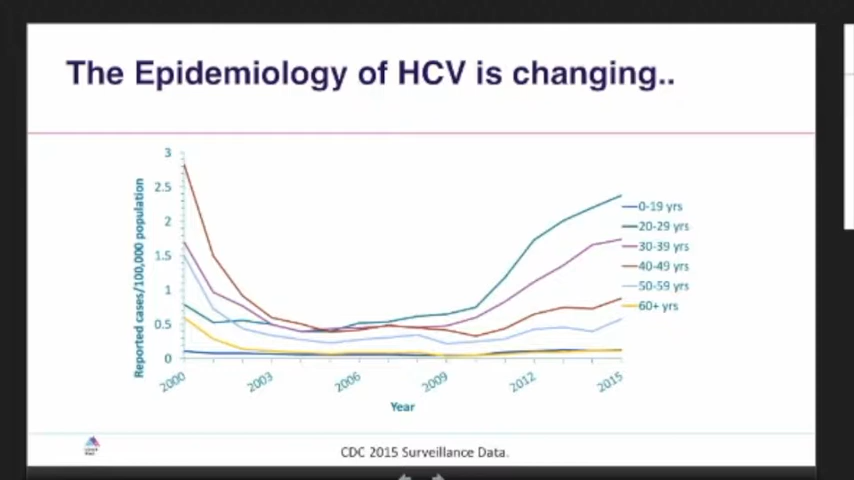 The Epidemiology of HCV is changing..
Reported cases/100,000 population
3
2.5
2
1.5
1
0.5
0
2000
2003
2006
2009
2012
2015
Year
0-19 yrs
20-29 yrs
30-39 yrs
40-49 yrs
50-59 yrs
60+ yrs
CDC 2015 Surveillance Data.